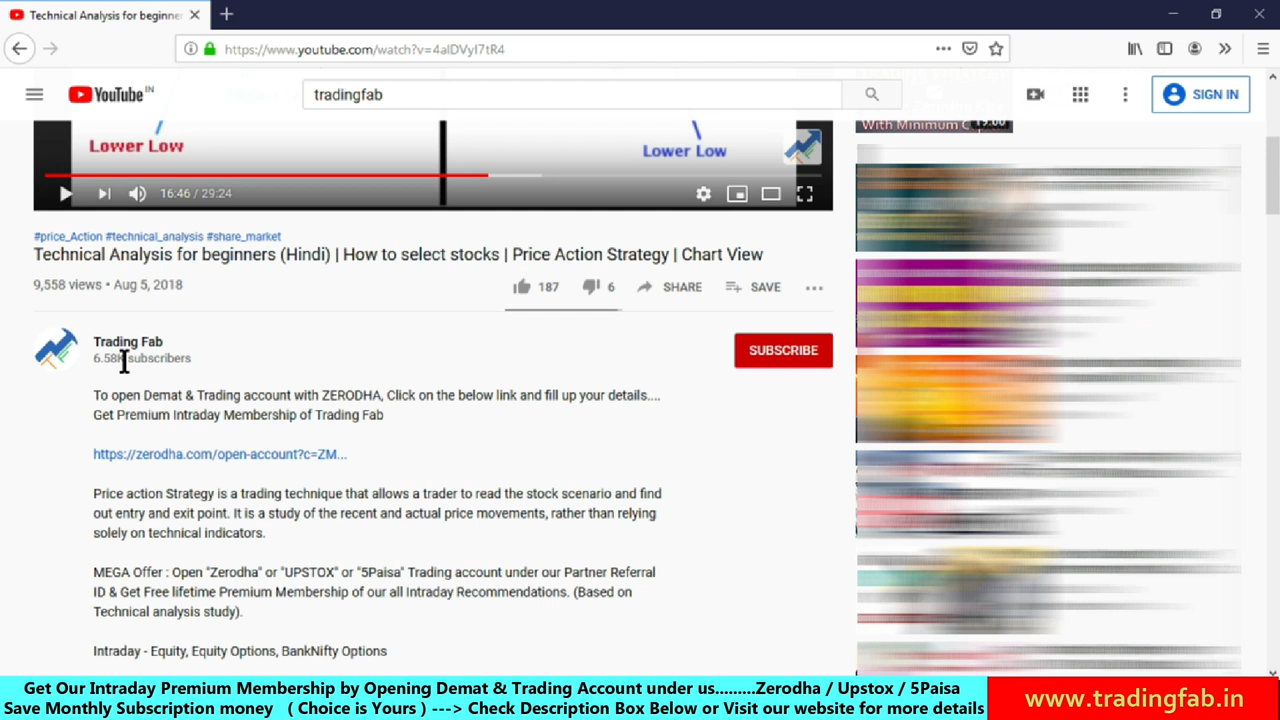 Technical Analysis for beginne
https://www.youtube.com/watch?v=4alDVyI7tR4
YouTube IN
tradingfab
SIGN IN
With Minimum C
Lower Low
Lower Low
16:46 / 29:24
#price_Action #technical_analysis #share_market
Technical Analysis for beginners (Hindi) | How to select stocks | Price Action Strategy | Chart View
9,558 views • Aug 5, 2018
187
6
SHARE
SAVE
Trading Fab
6.58K subscribers
SUBSCRIBE
To open Demat & Trading account with ZERODHA, Click on the below link and fill up your details....
Get Premium Intraday Membership of Trading Fab
https://zerodha.com/open-account?c=ZM...
Price action Strategy is a trading technique that allows a trader to read the stock scenario and find
out entry and exit point. It is a study of the recent and actual price movements, rather than relying
solely on technical indicators.
MEGA Offer : Open "Zerodha" or "UPSTOX" or "5Paisa" Trading account under our Partner Referral
ID & Get Free lifetime Premium Membership of our all Intraday Recommendations. (Based on
Technical analysis study).
Intraday - Equity, Equity Options, BankNifty Options
Get Our Intraday Premium Membership by Opening Demat & Trading Account under us.........Zerodha / Upstox / 5Paisa
Save Monthly Subscription money ( Choice is Yours ) ---> Check Description Box Below or Visit our website for more details
www.tradingfab.in